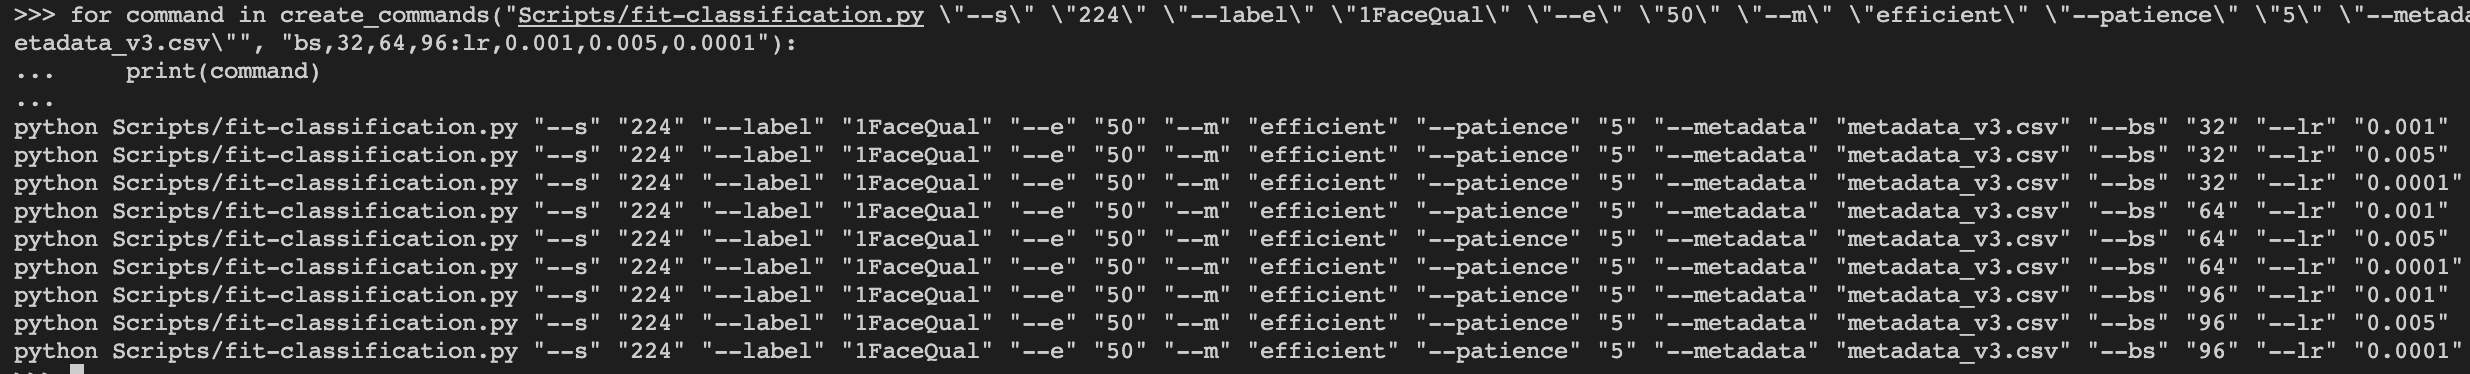 >>> for command in create_commands("Scripts/fit-classification.py \"--s\" \"224\" \"--label\" \"1FaceQual\" \"--e\" \"50\" \"--m\" \"efficient\" \"--patience\" \"5\" \"--metada
etadata_v3.csv\"", "bs,32,64,96:lr,0.001,0.005,0.0001"):
...     print(command)
...
python Scripts/fit-classification.py "--s" "224" "--label" "1FaceQual" "--e" "50" "--m" "efficient" "--patience" "5" "--metadata" "metadata_v3.csv" "--bs" "32" "--lr" "0.001"
python Scripts/fit-classification.py "--s" "224" "--label" "1FaceQual" "--e" "50" "--m" "efficient" "--patience" "5" "--metadata" "metadata_v3.csv" "--bs" "32" "--lr" "0.005"
python Scripts/fit-classification.py "--s" "224" "--label" "1FaceQual" "--e" "50" "--m" "efficient" "--patience" "5" "--metadata" "metadata_v3.csv" "--bs" "32" "--lr" "0.0001"
python Scripts/fit-classification.py "--s" "224" "--label" "1FaceQual" "--e" "50" "--m" "efficient" "--patience" "5" "--metadata" "metadata_v3.csv" "--bs" "64" "--lr" "0.001"
python Scripts/fit-classification.py "--s" "224" "--label" "1FaceQual" "--e" "50" "--m" "efficient" "--patience" "5" "--metadata" "metadata_v3.csv" "--bs" "64" "--lr" "0.005"
python Scripts/fit-classification.py "--s" "224" "--label" "1FaceQual" "--e" "50" "--m" "efficient" "--patience" "5" "--metadata" "metadata_v3.csv" "--bs" "64" "--lr" "0.0001"
python Scripts/fit-classification.py "--s" "224" "--label" "1FaceQual" "--e" "50" "--m" "efficient" "--patience" "5" "--metadata" "metadata_v3.csv" "--bs" "96" "--lr" "0.001"
python Scripts/fit-classification.py "--s" "224" "--label" "1FaceQual" "--e" "50" "--m" "efficient" "--patience" "5" "--metadata" "metadata_v3.csv" "--bs" "96" "--lr" "0.005"
python Scripts/fit-classification.py "--s" "224" "--label" "1FaceQual" "--e" "50" "--m" "efficient" "--patience" "5" "--metadata" "metadata_v3.csv" "--bs" "96" "--lr" "0.0001"
>>>